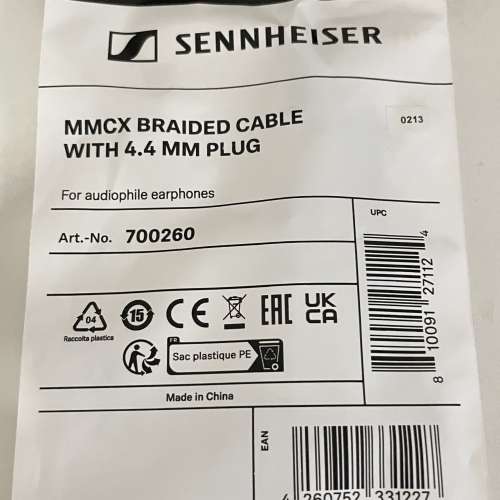 SENNHEISER
MMCX BRAIDED CABLE
WITH 4.4 MM PLUG
0213
For audiophile earphones
Art.-No. 700260
UPC
8 10091 27112 4
04
Raccolta plastica
15
CE
EAC
UK
CA
FR
Sac plastique PE
Made in China
EAN
4 260752 331227